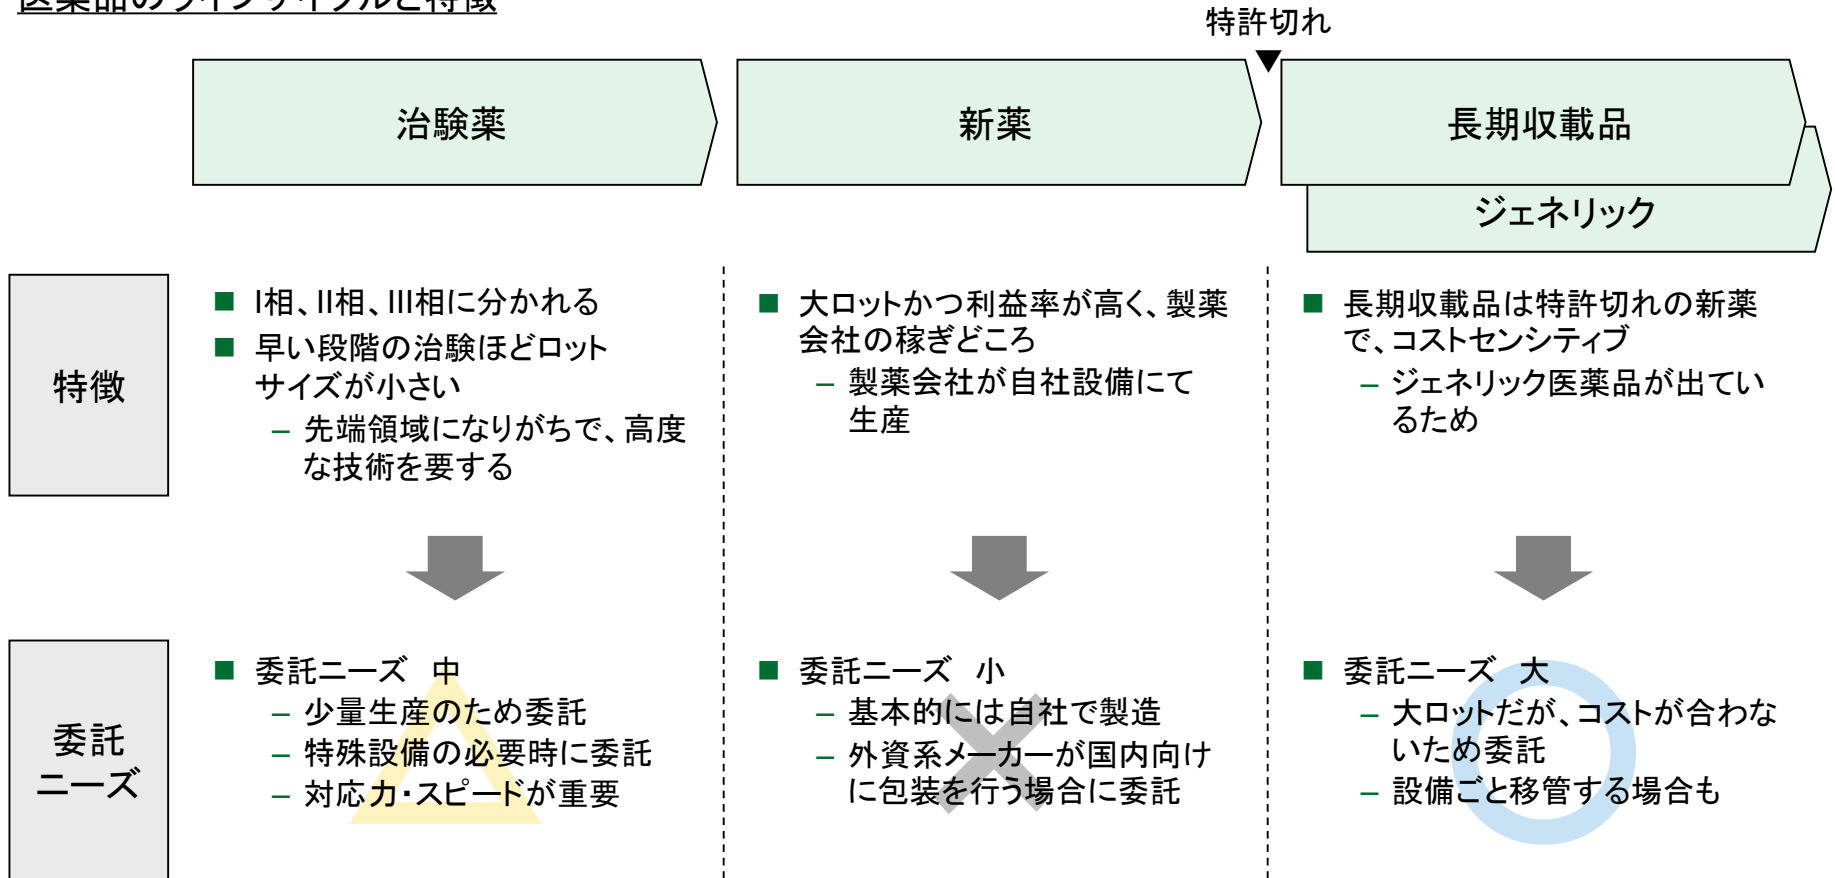 医薬品のライフサイクルと特徴
特許切れ
治験薬
新薬
長期収載品
ジェネリック
特徴
■ I相、II相、III相に分かれる
■ 早い段階の治験ほどロット
サイズが小さい
– 先端領域になりがちで、高度
な技術を要する
■ 大ロットかつ利益率が高く、製薬
会社の稼ぎどころ
– 製薬会社が自社設備にて
生産
■ 長期収載品は特許切れの新薬
で、コストセンシティブ
– ジェネリック医薬品が出てい
るため
委託
ニーズ
■ 委託ニーズ 中
– 少量生産のため委託
– 特殊設備の必要時に委託
– 対応力・スピードが重要
■ 委託ニーズ 小
– 基本的には自社で製造
– 外資系メーカーが国内向け
に包装を行う場合に委託
■ 委託ニーズ 大
– 大ロットだが、コストが合わな
いため委託
– 設備ごと移管する場合も